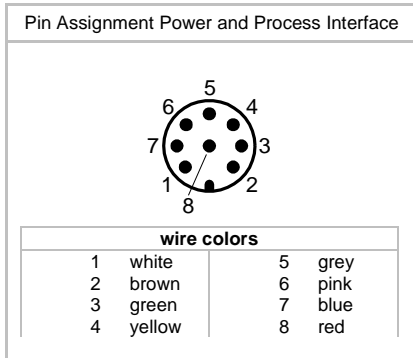 Pin Assignment Power and Process Interface
5
6 4
7 3
1 2
8
wire colors
1 white 5 grey
2 brown 6 pink
3 green 7 blue
4 yellow 8 red